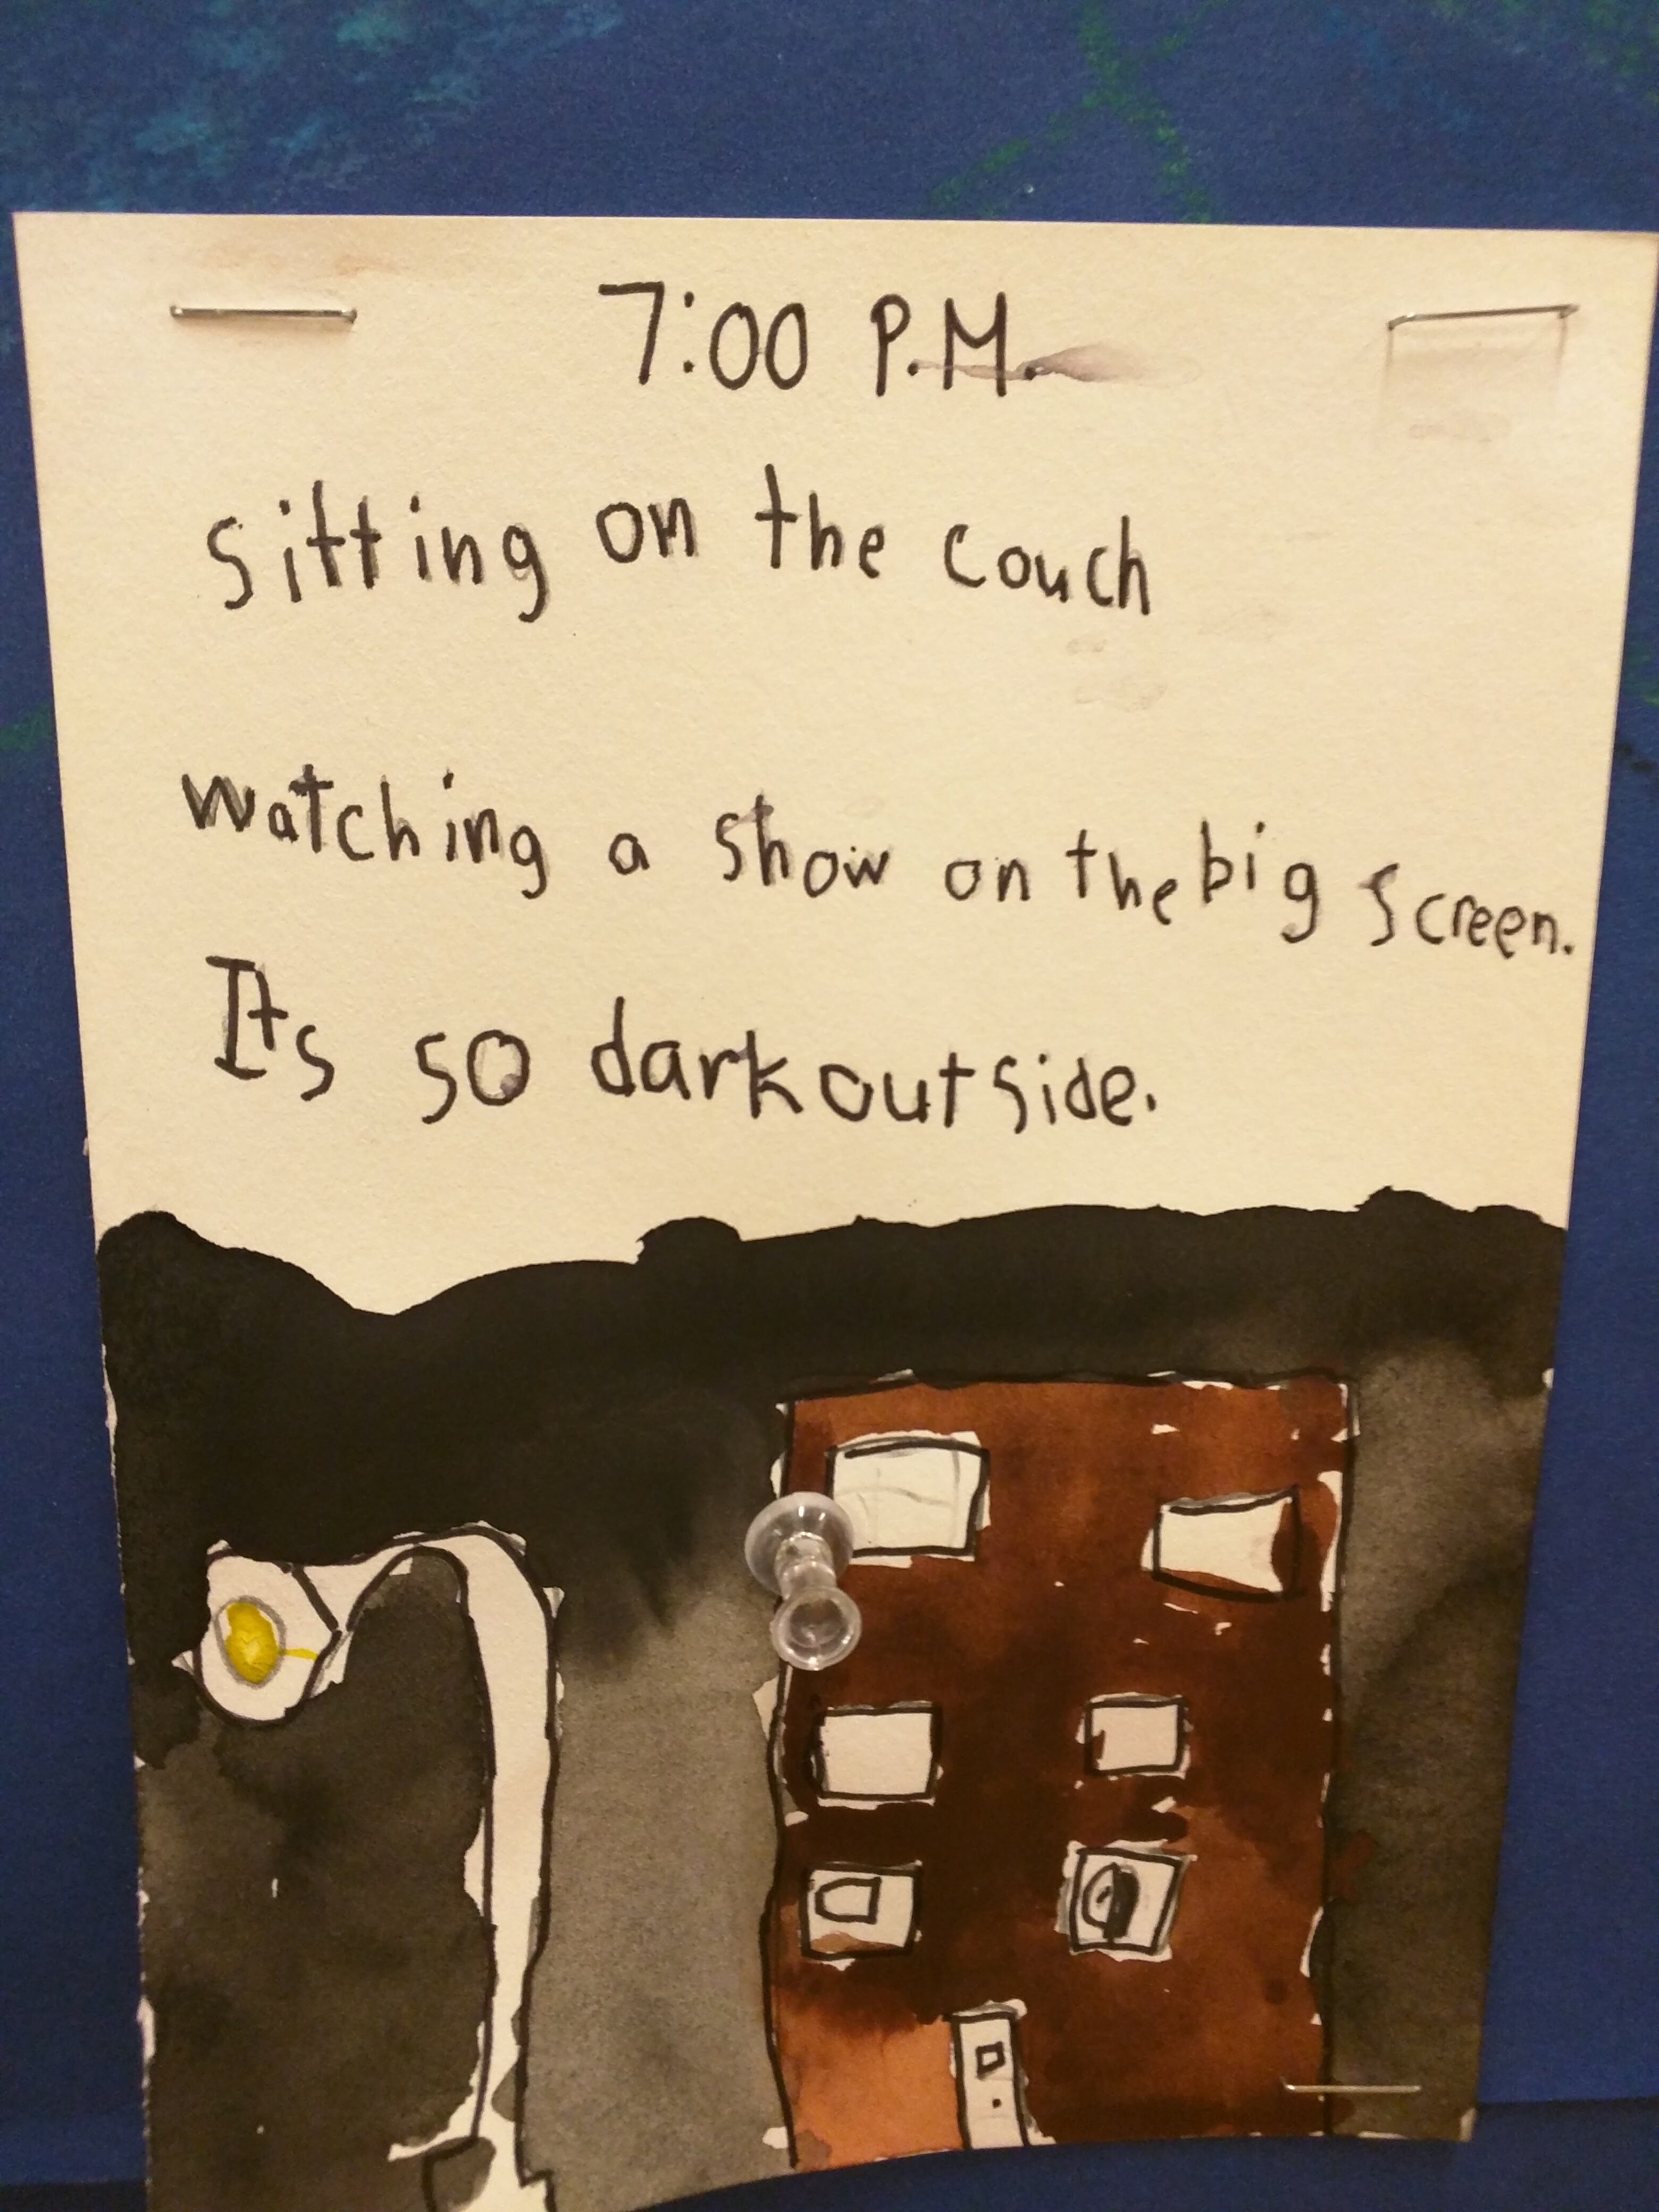 7:00 P.M.
sitting on the couch
watching a show on the big screen.
Its so dark outside.